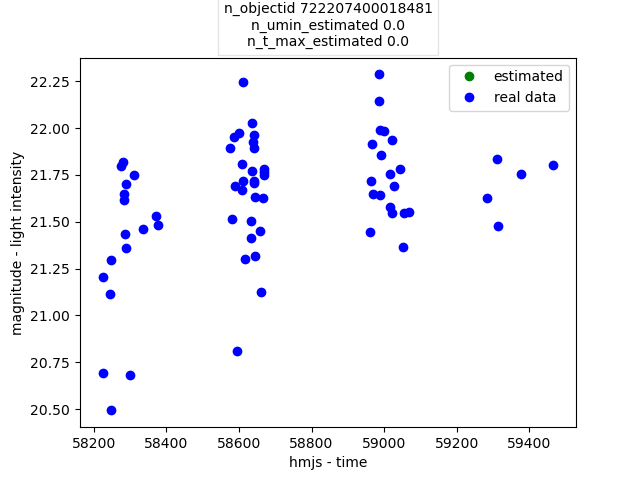 n_objectid 722207400018481
n_umin_estimated 0.0
n_t_max_estimated 0.0
estimated
real data
magnitude - light intensity
22.25
22.00
21.75
21.50
21.25
21.00
20.75
20.50
58200 58400 58600 58800 59000 59200 59400
hmjs - time